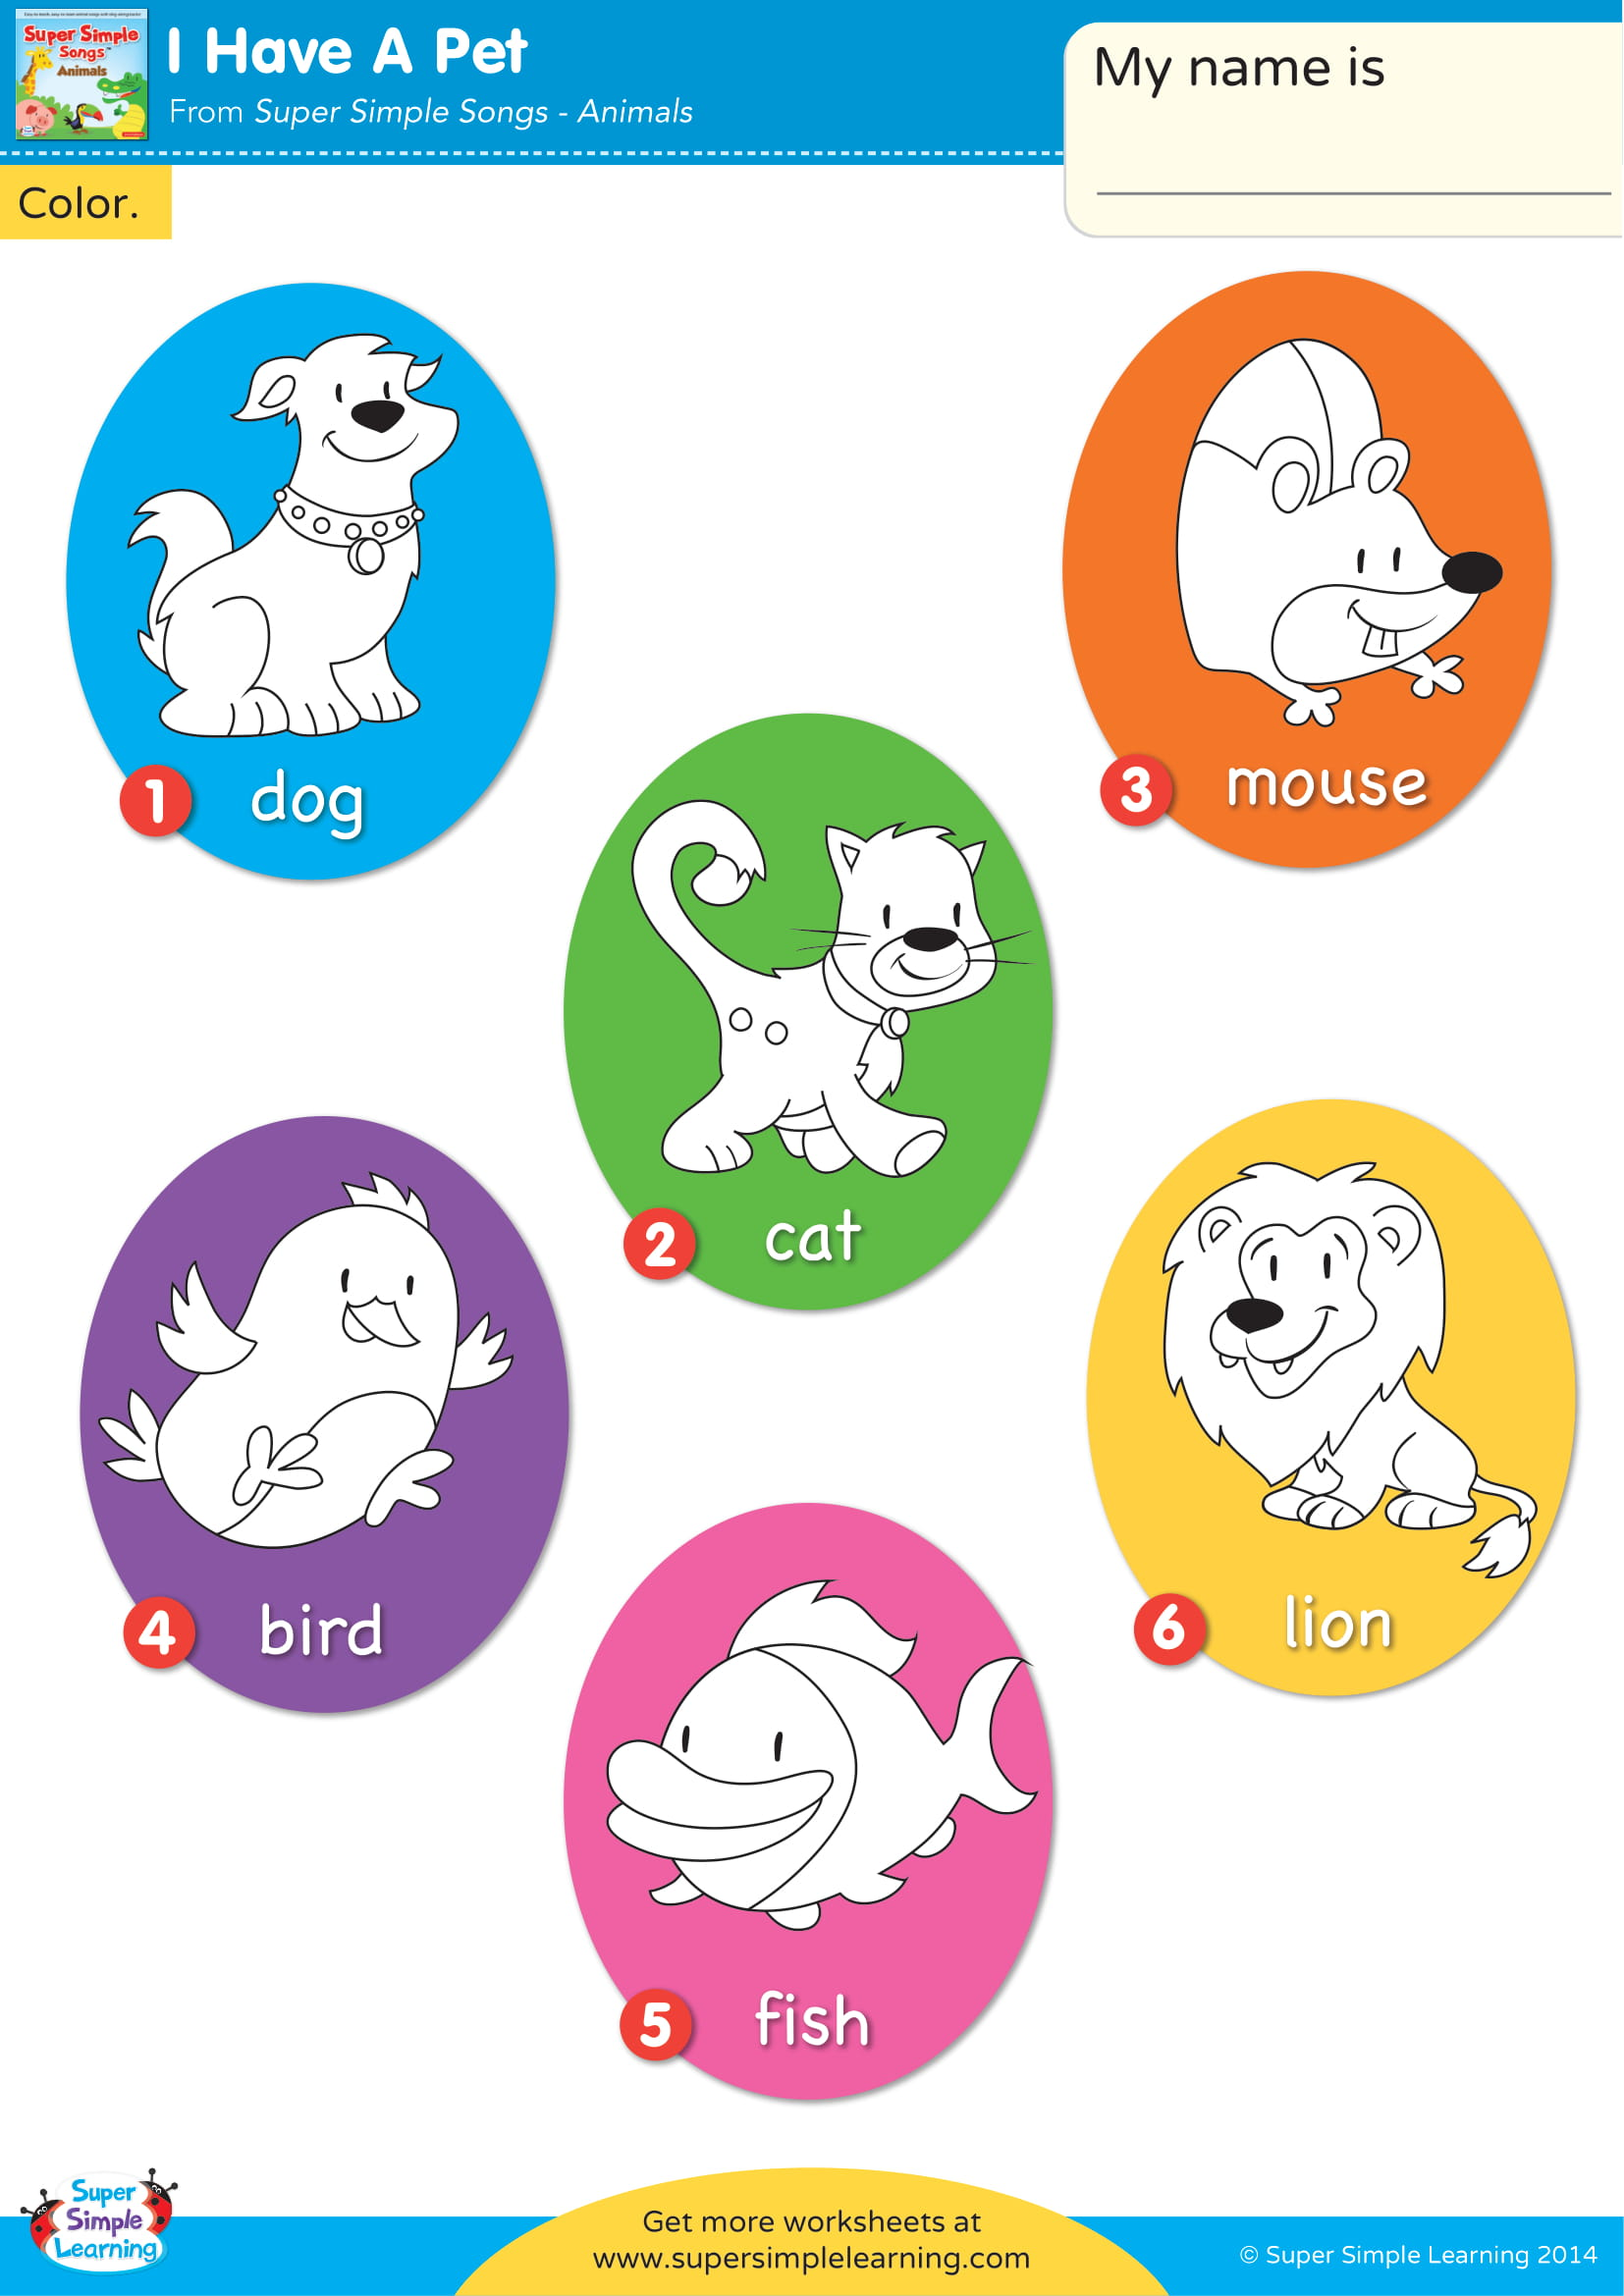 Super Simple
Songs™
Animals
I Have A Pet
From Super Simple Songs - Animals
My name is
Color.
1 dog
3 mouse
2 cat
4 bird
6 lion
5 fish
Super
Simple
Learning
Get more worksheets at
www.supersimplelearning.com
© Super Simple Learning 2014